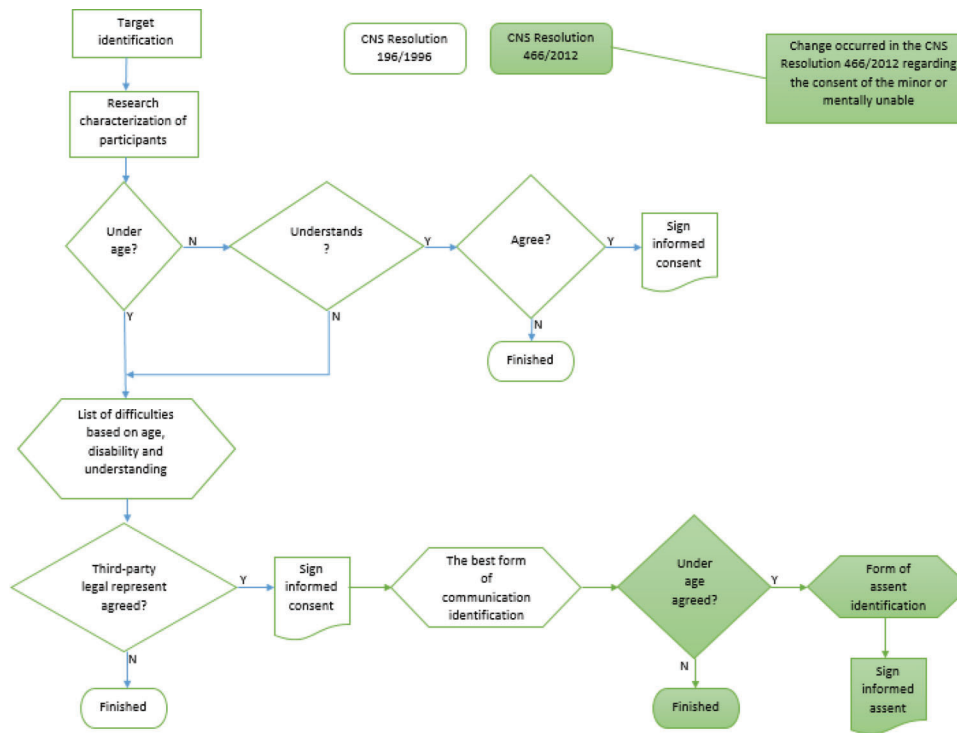 Target
identification
CNS Resolution
196/1996
CNS Resolution
466/2012
Change occurred in the CNS
Resolution 466/2012 regarding
the consent of the minor or
mentally unable
Research
characterization of
participants
Under
age?
N
Understands
?
Y
Agree?
Y
Sign
informed
consent
Y
N
N
Finished
List of difficulties
based on age,
disability and
understanding
Third-party
legal represent
agreed?
Y
Sign
informed
consent
The best form
of
communication
identification
Under
age
agreed?
Y
Form of
assent
identification
N
Finished
N
Finished
Sign
informed
assent